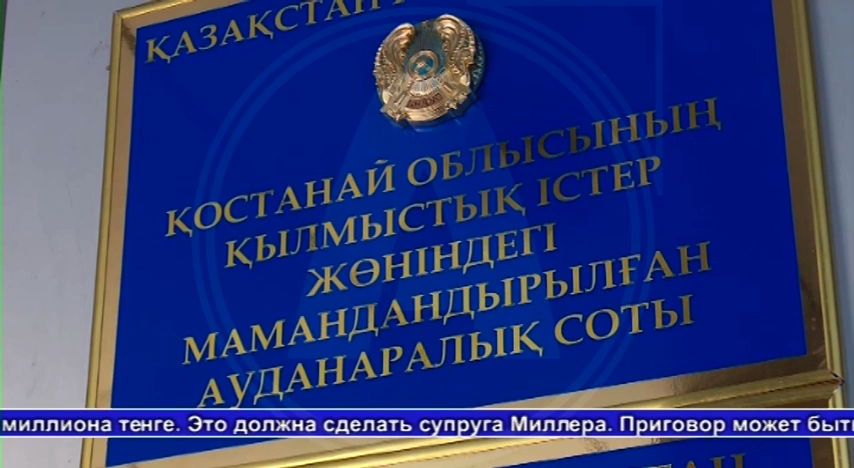 ҚАЗАҚСТАН
ҚОСТАНАЙ ОБЛЫСЫНЫҢ
ҚЫЛМЫСТЫҚ ІСТЕР
ЖӨНІНДЕГІ
МАМАНДАНДЫРЫЛҒАН
АУДАНАРАЛЫҚ СОТЫ
миллиона тенге. Это должна сделать супруга Миллера. Приговор может быть